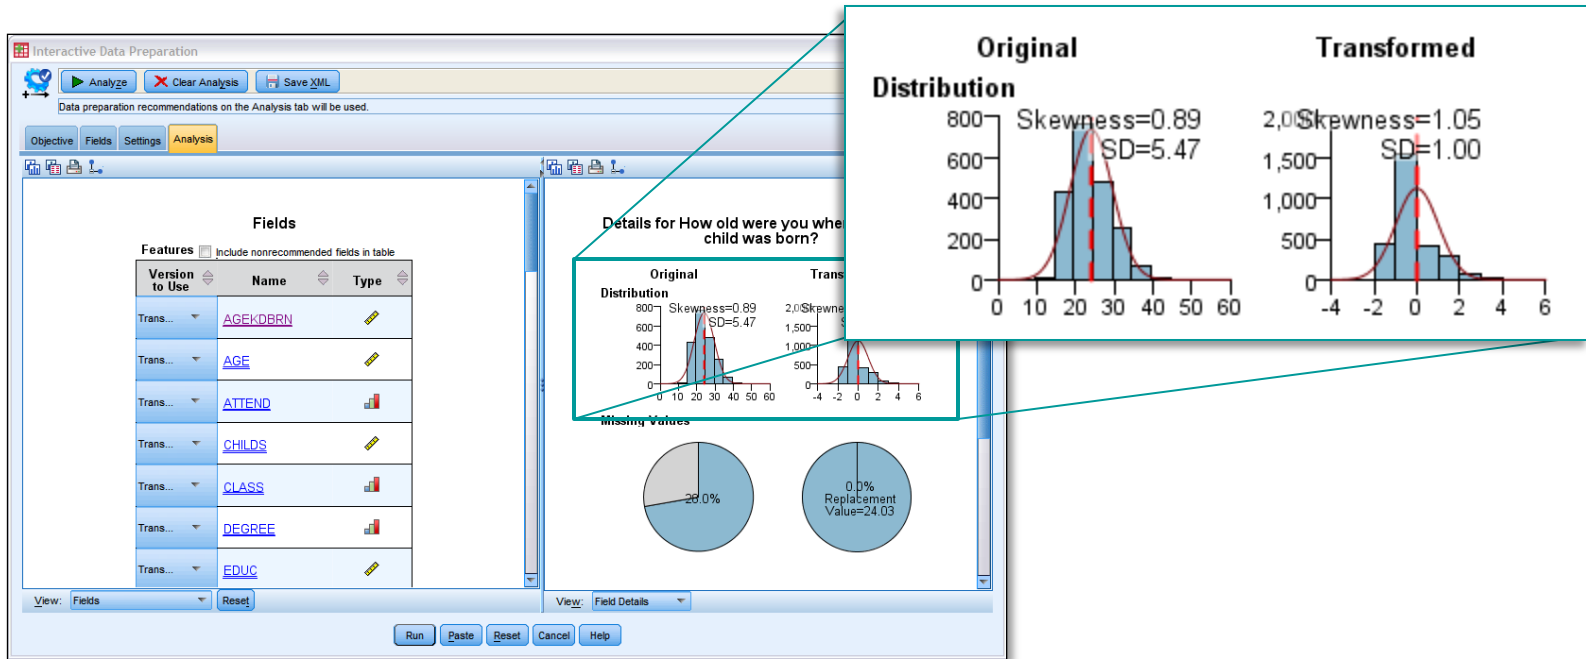 Interactive Data Preparation
Analyze
Clear Analysis
Save XML
Data preparation recommendations on the Analysis tab will be used.
Objective
Fields
Settings
Analysis
Fields
Features
Include nonrecommended fields in table
Version to Use
Name
Type
Trans...
AGEKDBRN
Trans...
AGE
Trans...
ATTEND
Trans...
CHILDS
Trans...
CLASS
Trans...
DEGREE
Trans...
EDUC
View: Fields
Reset
Details for How old were you whe
child was born?
Original
Trans
Distribution
Skewness=0.89
SD=5.47
800
600
400
200
0
0 10 20 30 40 50 60
2,0
Skewne
S
1,500
1,000
500
0
-4 -2 0 2 4 6
Missing Values
28.0%
0.0%
Replacement
Value=24.03
View: Field Details
Run
Paste
Reset
Cancel
Help
Original
Transformed
Distribution
Skewness=0.89
SD=5.47
800
600
400
200
0
0 10 20 30 40 50 60
Skewness=1.05
SD=1.00
2,0
1,500
1,000
500
0
-4 -2 0 2 4 6